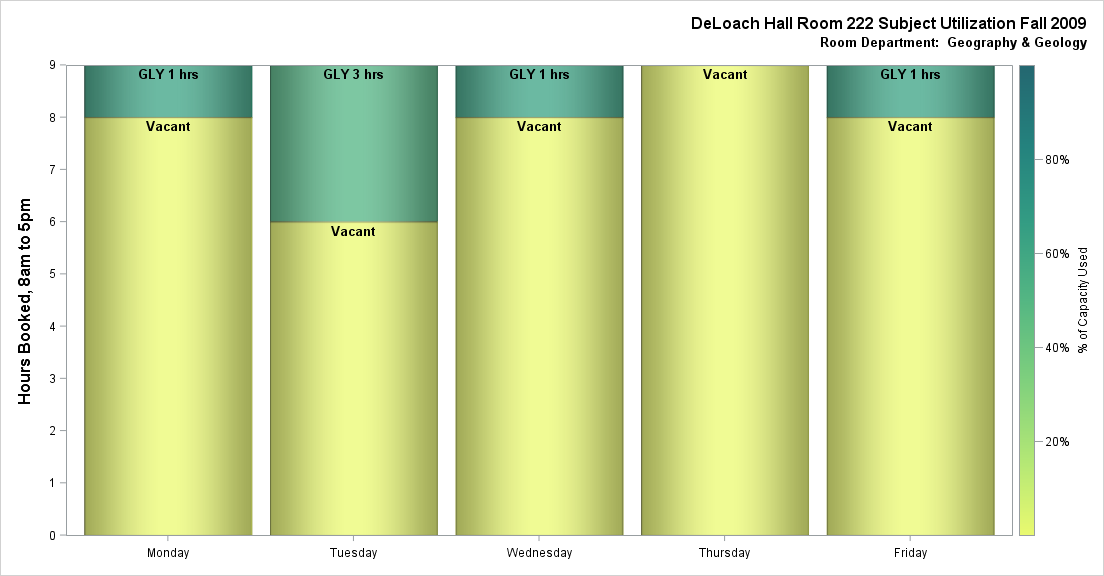 DeLoach Hall Room 222 Subject Utilization Fall 2009
Room Department:  Geography & Geology
Hours Booked, 8am to 5pm
9
8
7
6
5
4
3
2
1
0
GLY 1 hrs
Vacant
GLY 3 hrs
Vacant
GLY 1 hrs
Vacant
Vacant
GLY 1 hrs
Vacant
Monday
Tuesday
Wednesday
Thursday
Friday
80%
60%
40%
20%
% of Capacity Used